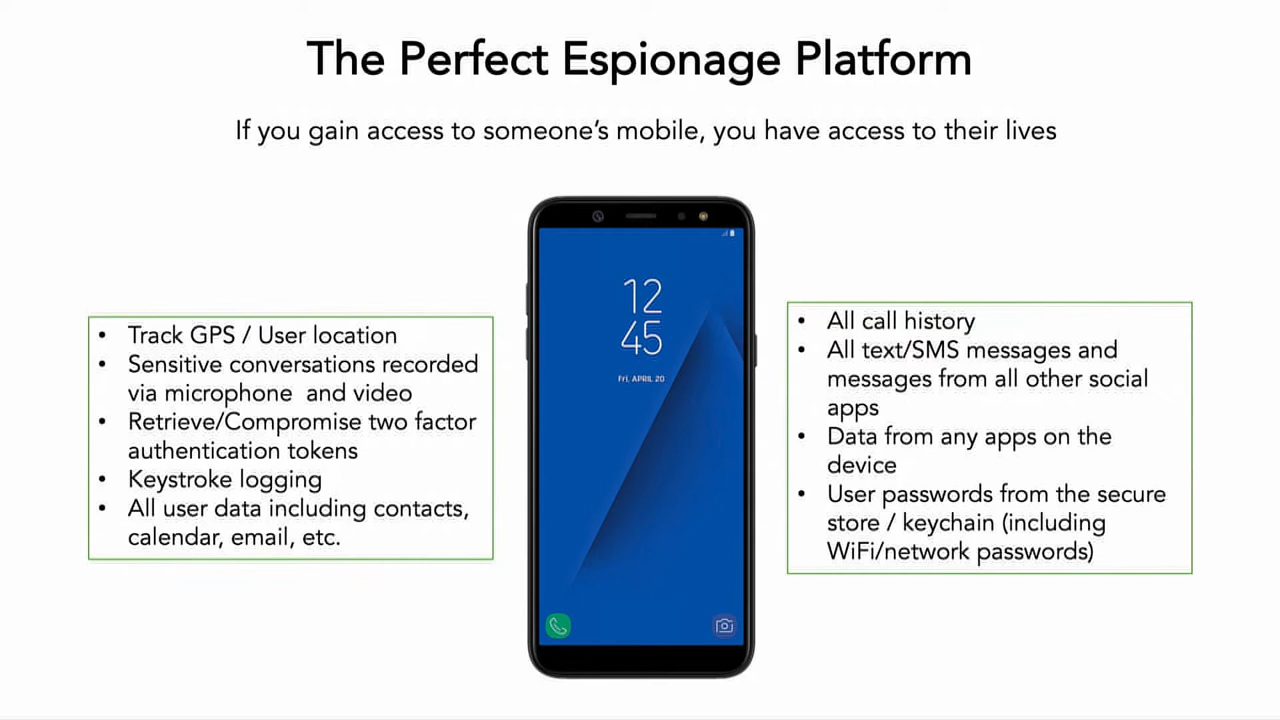 The Perfect Espionage Platform
If you gain access to someone's mobile, you have access to their lives
• Track GPS / User location
• Sensitive conversations recorded
via microphone and video
• Retrieve/Compromise two factor
authentication tokens
• Keystroke logging
• All user data including contacts,
calendar, email, etc.
12
45
Fri, APRIL 20
• All call history
• All text/SMS messages and
messages from all other social
apps
• Data from any apps on the
device
• User passwords from the secure
store / keychain (including
WiFi/network passwords)